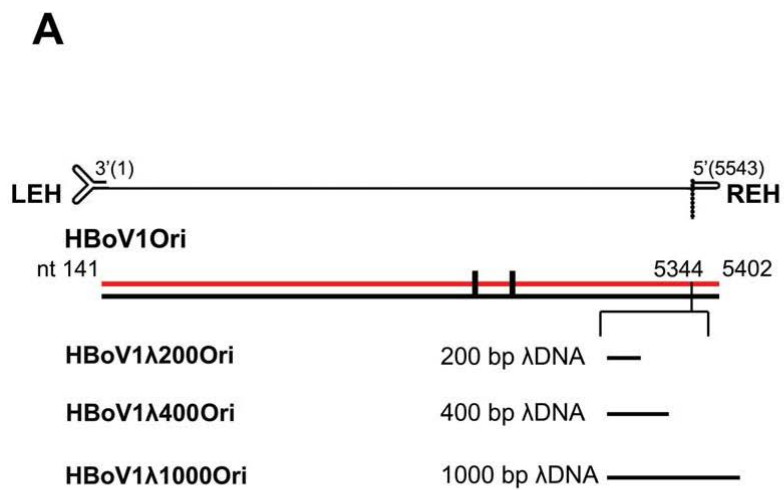 A
3'(1) 5'(5543)
LEH REH
HBoV1Ori
nt 141 5344 5402
HBoV1λ200Ori 200 bp λDNA
HBoV1λ400Ori 400 bp λDNA
HBoV1λ1000Ori 1000 bp λDNA